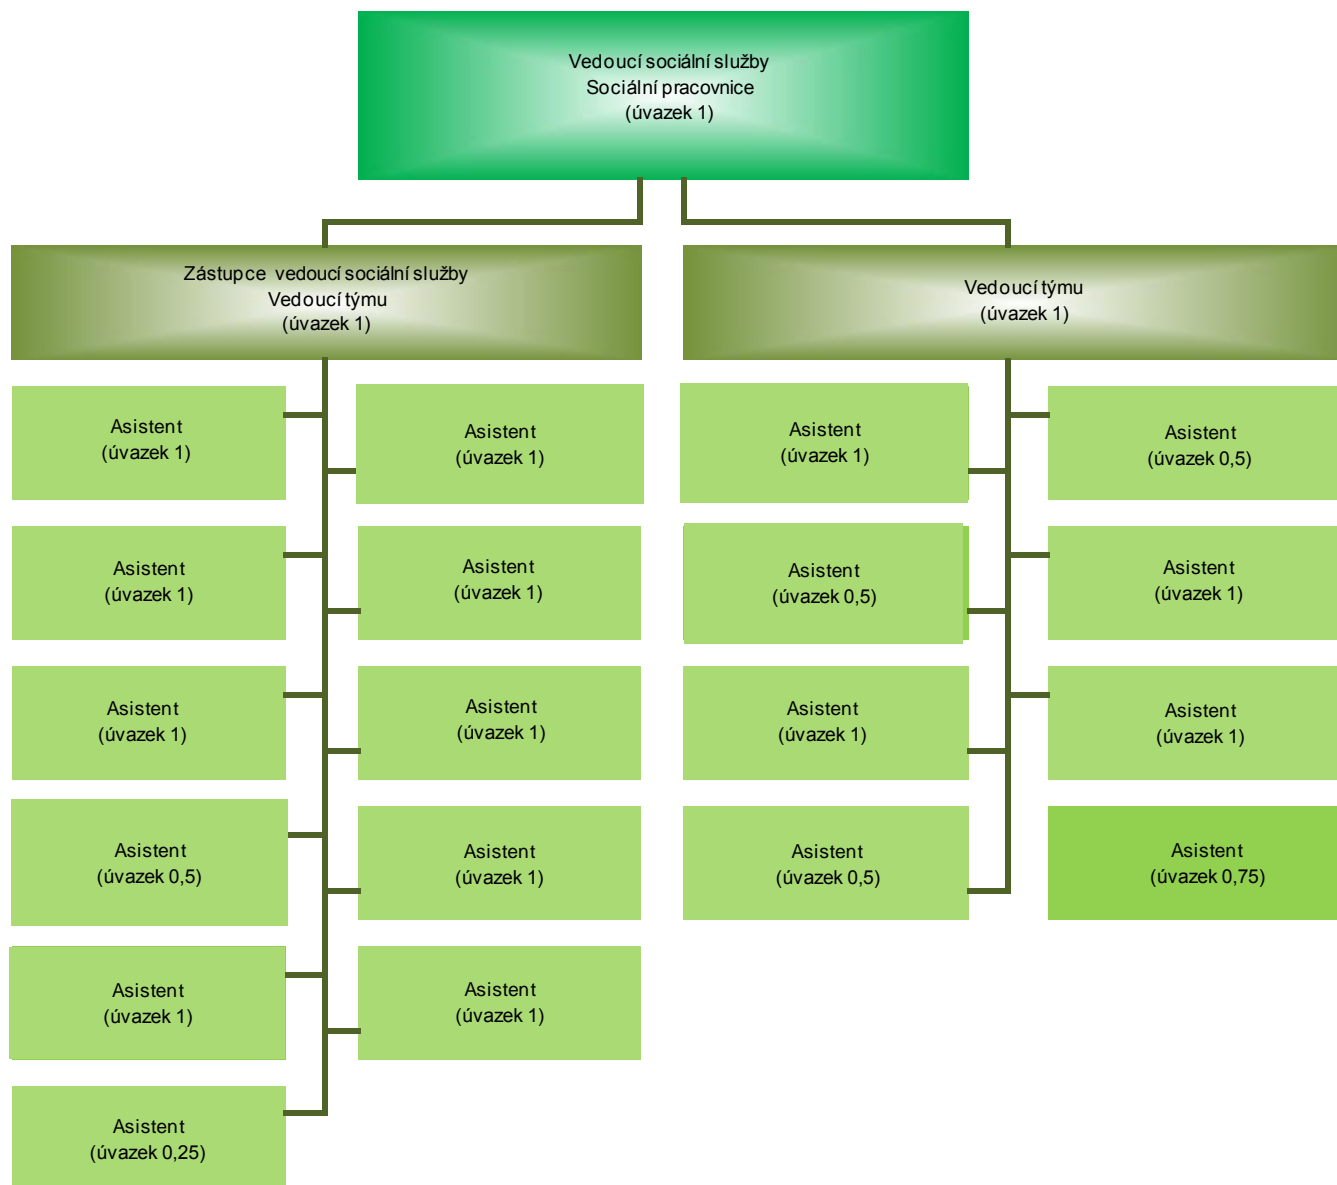 Vedoucí sociální služby
Sociální pracovnice
(úvazek 1)
Zástupce vedoucí sociální služby
Vedoucí týmu
(úvazek 1)
Vedoucí týmu
(úvazek 1)
Asistent
(úvazek 1)
Asistent
(úvazek 1)
Asistent
(úvazek 1)
Asistent
(úvazek 0,5)
Asistent
(úvazek 1)
Asistent
(úvazek 1)
Asistent
(úvazek 0,5)
Asistent
(úvazek 1)
Asistent
(úvazek 1)
Asistent
(úvazek 1)
Asistent
(úvazek 1)
Asistent
(úvazek 1)
Asistent
(úvazek 0,5)
Asistent
(úvazek 1)
Asistent
(úvazek 0,5)
Asistent
(úvazek 0,75)
Asistent
(úvazek 1)
Asistent
(úvazek 1)
Asistent
(úvazek 0,25)